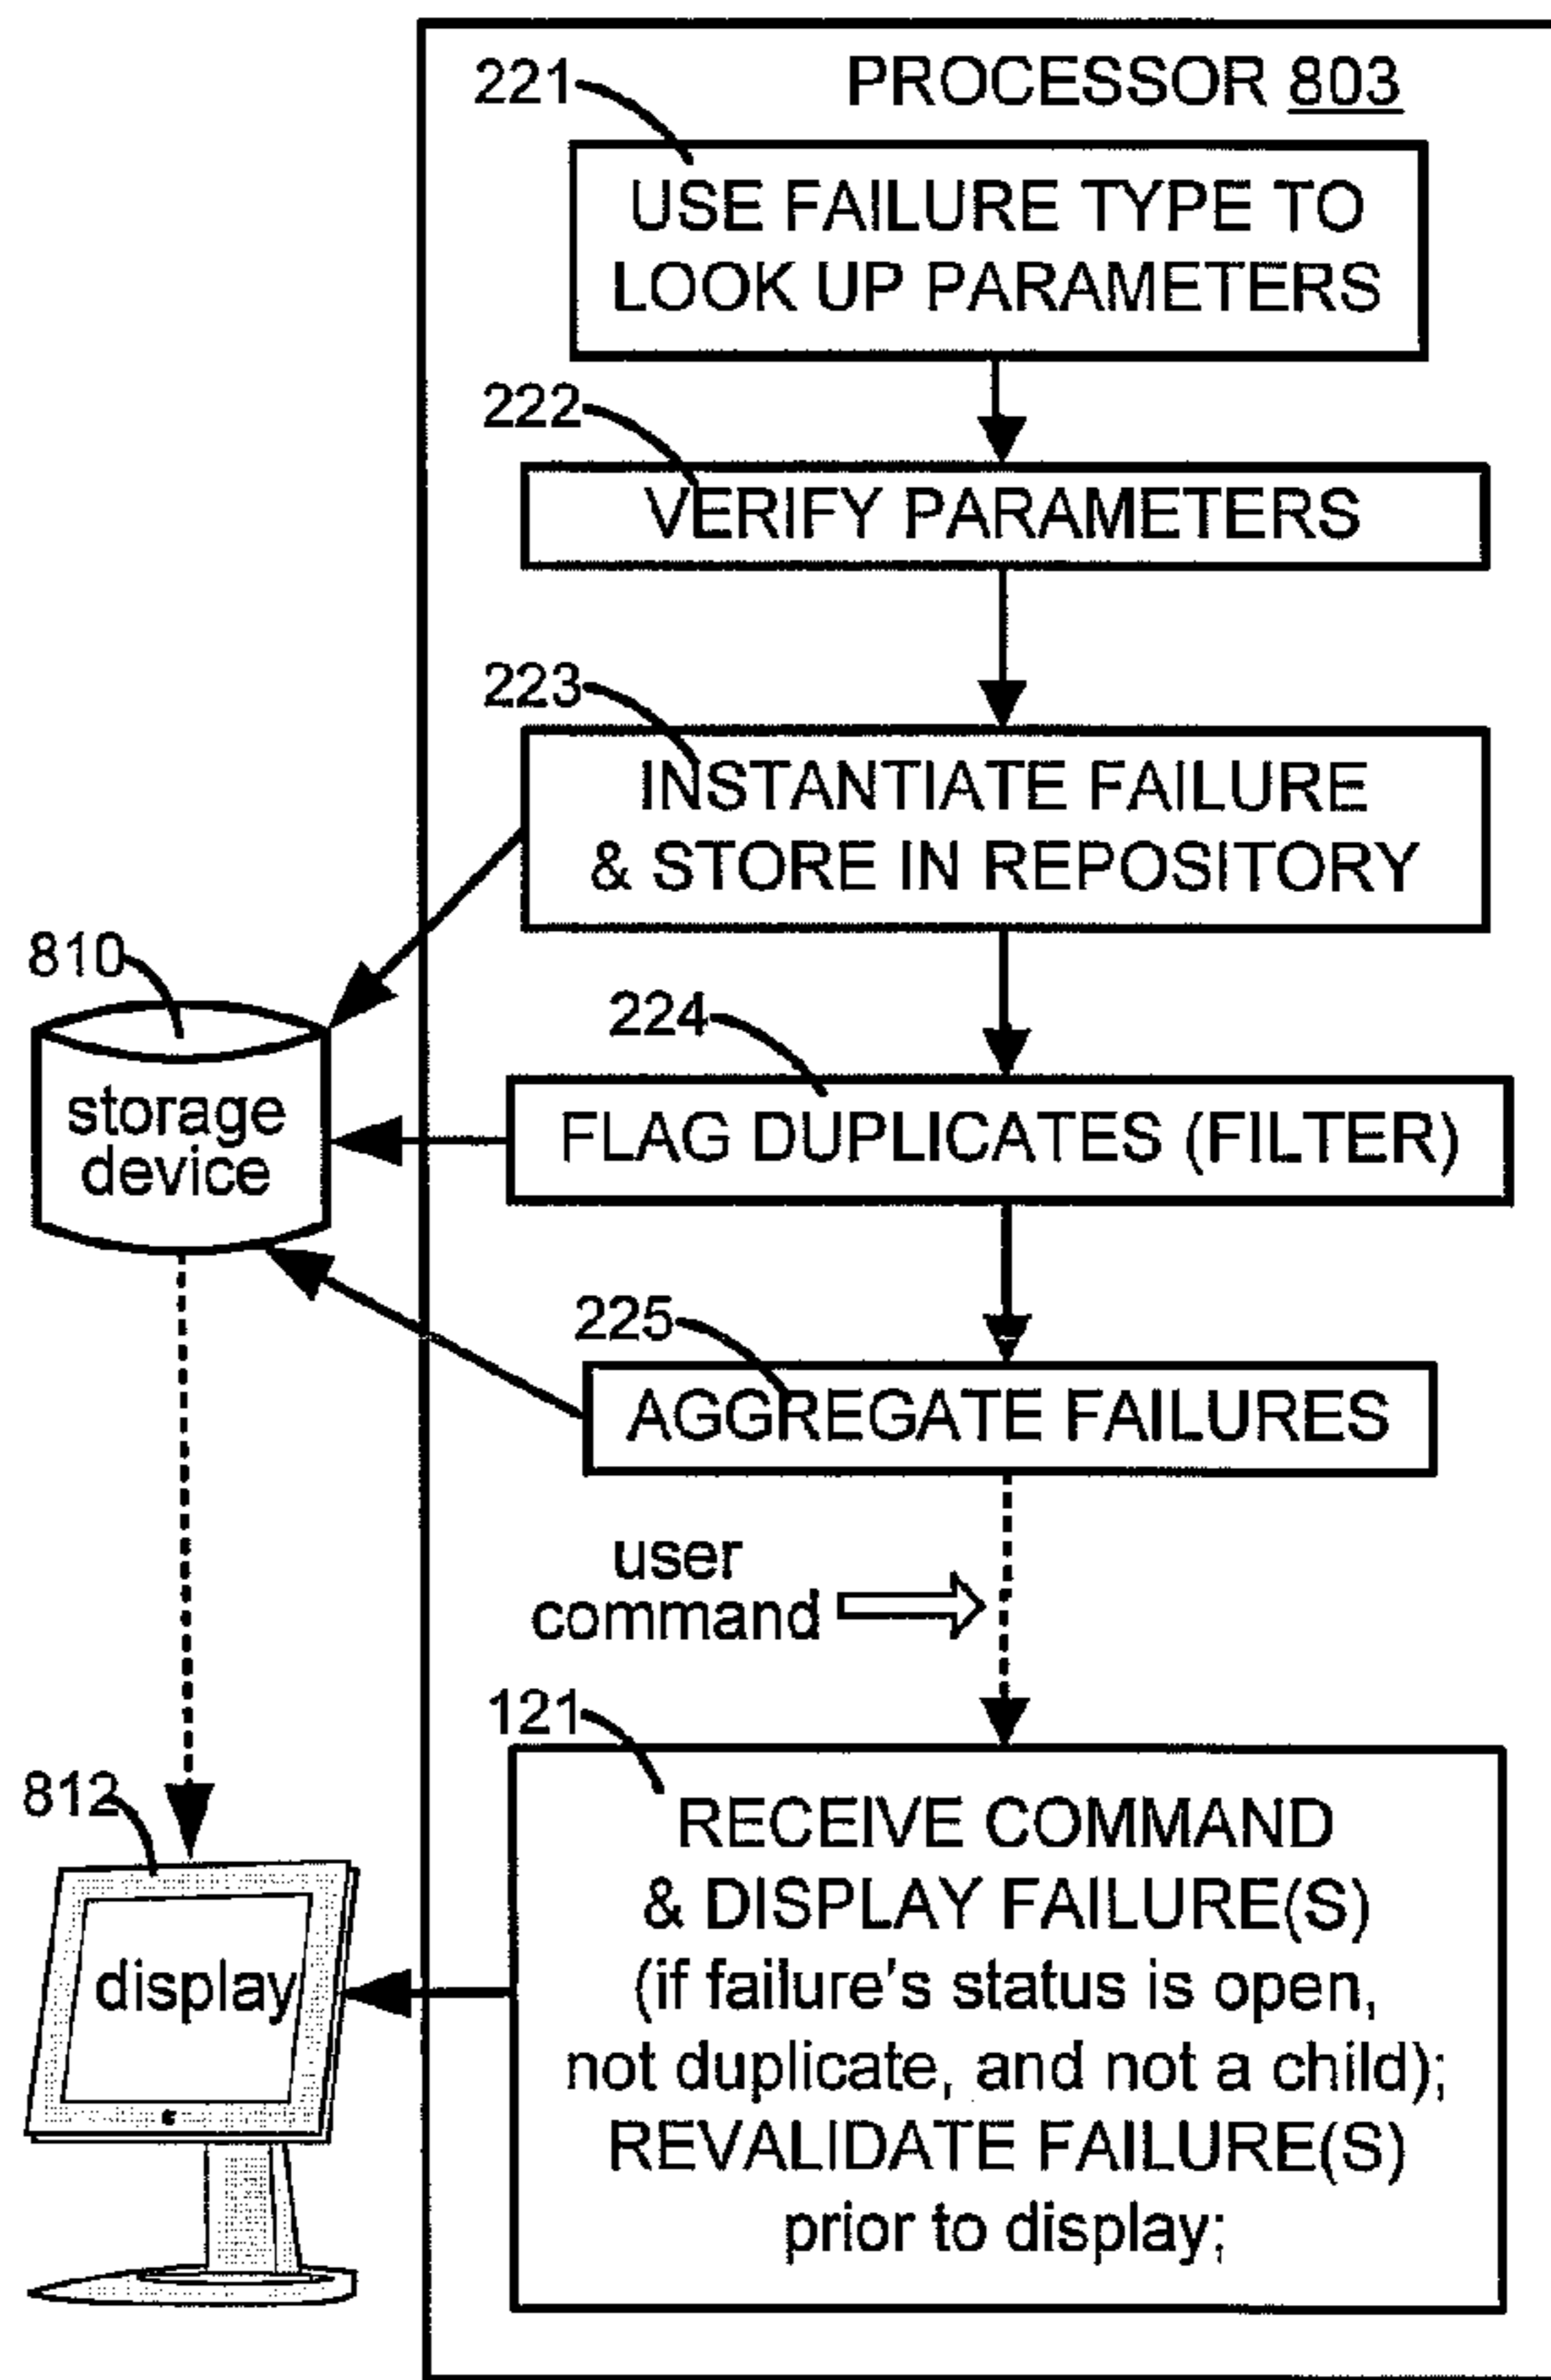 PROCESSOR 803
221
USE FAILURE TYPE TO
LOOK UP PARAMETERS
222
VERIFY PARAMETERS
223
INSTANTIATE FAILURE
& STORE IN REPOSITORY
810
storage
device
224
FLAG DUPLICATES (FILTER)
225
AGGREGATE FAILURES
user
command
121
RECEIVE COMMAND
& DISPLAY FAILURE(S)
(if failure's status is open,
not duplicate, and not a child);
REVALIDATE FAILURE(S)
prior to display;
812
display